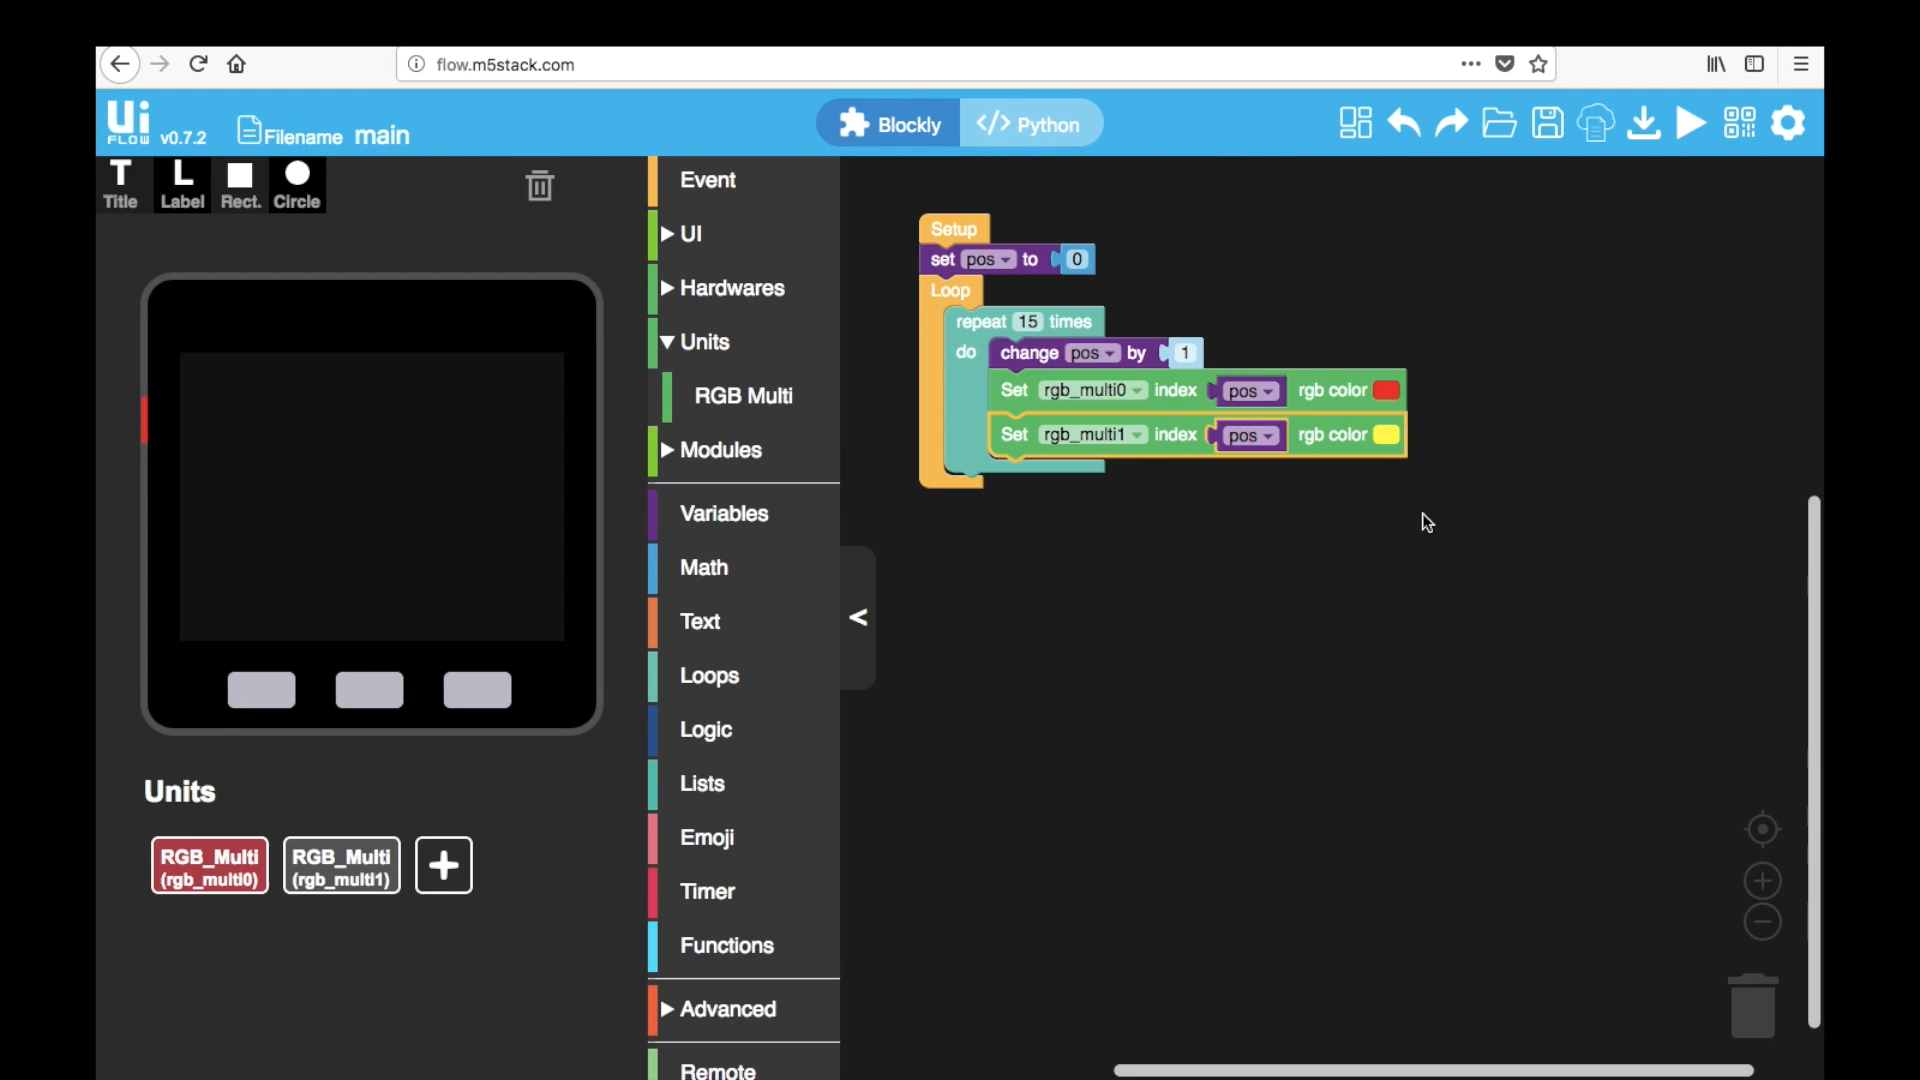 flow.m5stack.com
Ui
FLOW v0.7.2 Filename main
Blockly </> Python
T L
Title Label Rect. Circle
Event
UI
Hardwares
Units
RGB Multi
Modules
Variables
Math
Text
Loops
Logic
Lists
Emoji
Timer
Functions
Advanced
Remote
<
Setup
set pos to 0
Loop
repeat 15 times
do change pos by 1
Set rgb_multi0 index pos rgb color
Set rgb_multi1 index pos rgb color
Units
RGB_Multi
(rgb_multi0)
RGB_Multi
(rgb_multi1)